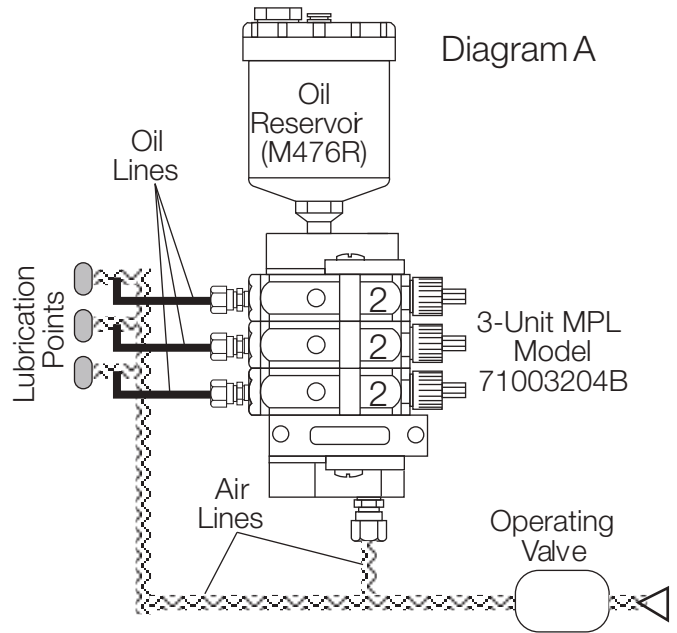 Diagram A
Oil
Reservoir
(M476R)
Oil
Lines
Lubrication
Points
2
2
2
3-Unit MPL
Model
71003204B
Air
Lines
Operating
Valve